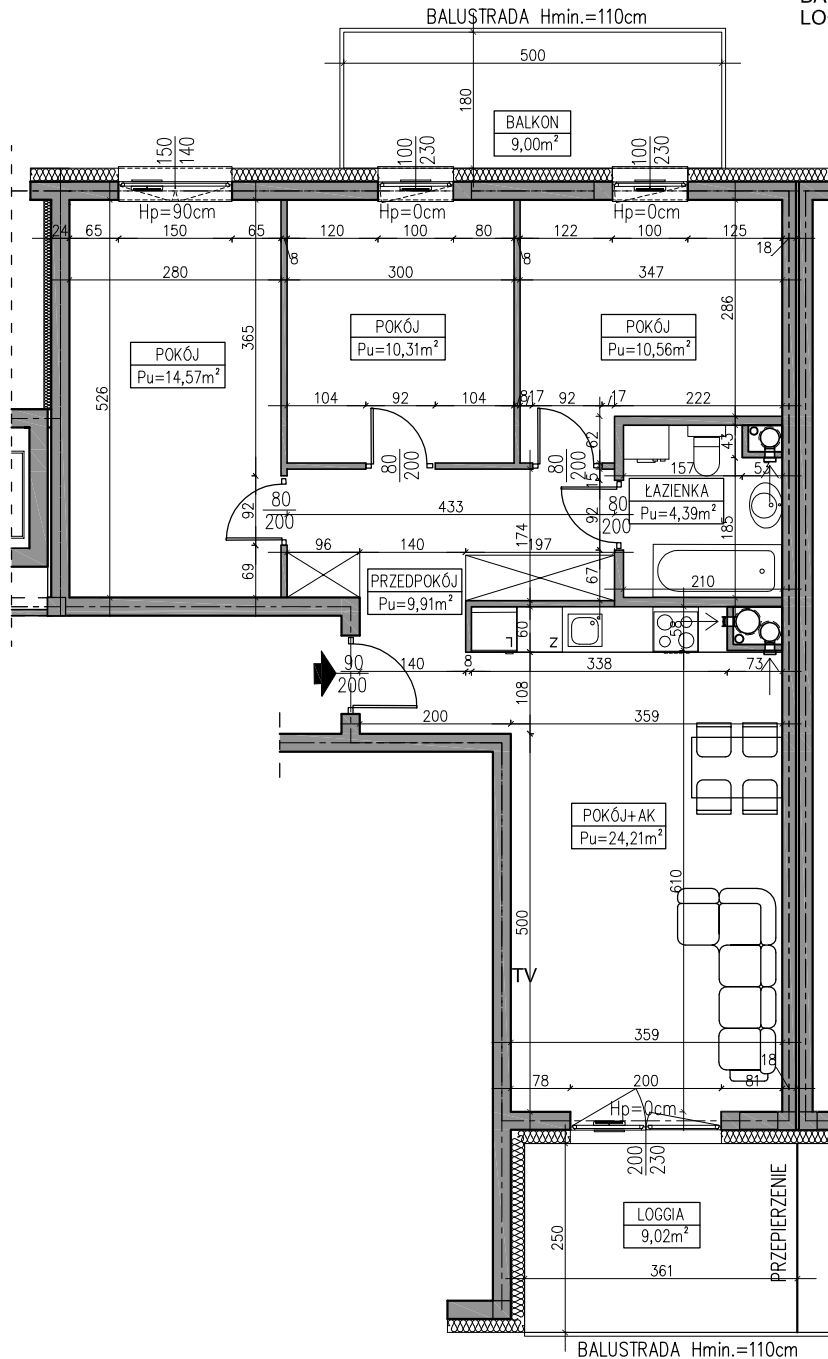 BALUSTRADA Hmin.=110cm
BA
LO
500
180
BALKON
9,00m²
150
140
100
230
100
230
Hp=90cm
Hp=0cm
Hp=0cm
24 65 150 65 120 100 80 122 100 125
8 8 18
280 300 347
286
365
526
POKÓJ
Pu=14,57m²
POKÓJ
Pu=10,31m²
POKÓJ
Pu=10,56m²
104 92 104 8 17 92 17 222
62
43
80
200
80
200
15
157 53
ŁAZIENKA
Pu=4,39m²
80
200
433
80
200
92
92
174
185
96 140 197
69
67
PRZEDPOKÓJ
Pu=9,91m²
210
60
Z
58
90
200
140 8 338 73
108
200 359
POKÓJ+AK
Pu=24,21m²
610
500
TV
359
18
78 200 81
Hp=0cm
200
230
LOGGIA
9,02m²
250
361
PRZEPIERZENIE
BALUSTRADA Hmin.=110cm